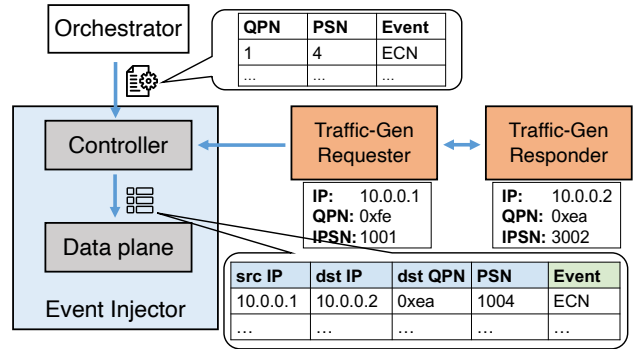 Orchestrator
QPN PSN Event
1 4 ECN
... ... ...
Controller
Data plane
Event Injector
Traffic-Gen
Requester
IP: 10.0.0.1
QPN: 0xfe
IPSN: 1001
Traffic-Gen
Responder
IP: 10.0.0.2
QPN: 0xea
IPSN: 3002
src IP dst IP dst QPN PSN Event
10.0.0.1 10.0.0.2 0xea 1004 ECN
... ... ... ... ...